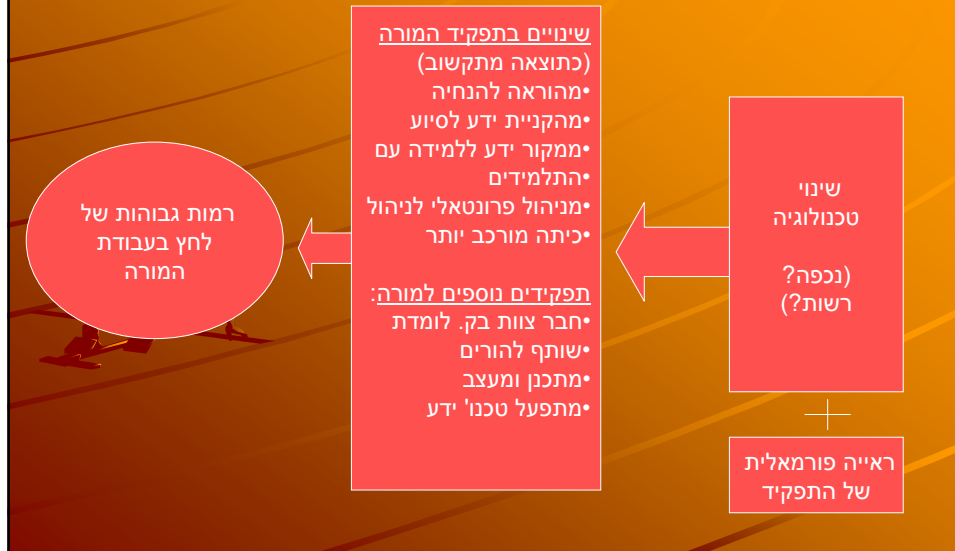 שינוי
טכנולוגיה
(נכפה?
רשות?)
ראייה פורמאלית
של התפקיד
שינויים בתפקיד המורה
(כתוצאה מתקשוב)
•מהוראה להנחיה
•מהקניית ידע לסיוע
•ממקור ידע ללמידה עם
התלמידים
•מניהול פרונטאלי לניהול
•כיתה מורכב יותר
תפקידים נוספים למורה:
•חבר צוות בק. לומדת
•שותף להורים
•מתכנן ומעצב
•מתפעל טכנו' ידע
רמות גבוהות של
לחץ בעבודת
המורה